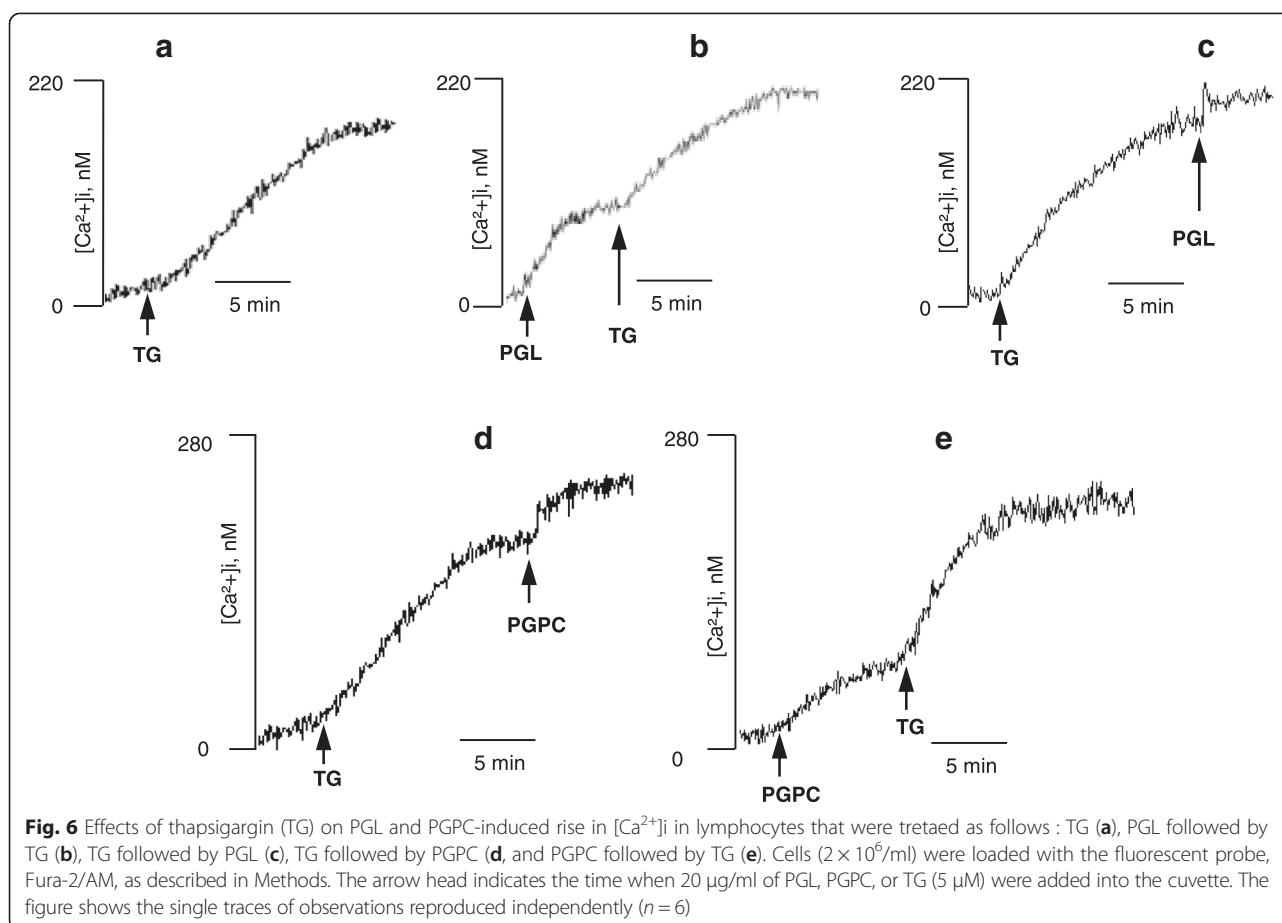 a
b
c
220
[Ca²⁺]i, nM
0
5 min
TG
220
[Ca²⁺]i, nM
0
5 min
PGL
TG
220
[Ca²⁺]i, nM
0
5 min
TG
PGL
d
e
280
[Ca²⁺]i, nM
0
5 min
TG
PGPC
280
[Ca²⁺]i, nM
0
5 min
PGPC
TG
Fig. 6 Effects of thapsigargin (TG) on PGL and PGPC-induced rise in [Ca²⁺]i in lymphocytes that were tretaed as follows : TG (a), PGL followed by
TG (b), TG followed by PGL (c), TG followed by PGPC (d, and PGPC followed by TG (e). Cells (2 × 10⁶/ml) were loaded with the fluorescent probe,
Fura-2/AM, as described in Methods. The arrow head indicates the time when 20 μg/ml of PGL, PGPC, or TG (5 μM) were added into the cuvette. The
figure shows the single traces of observations reproduced independently (n = 6)